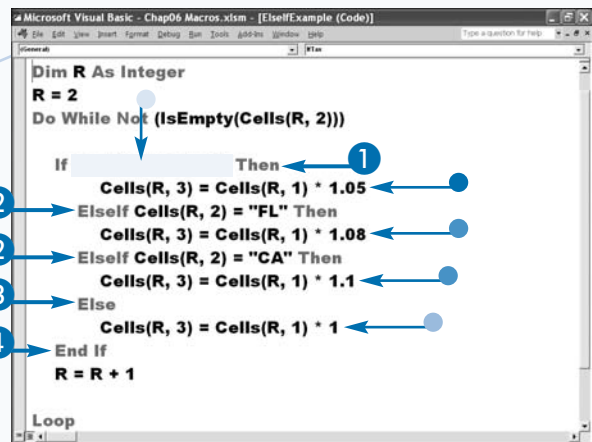 Microsoft Visual Basic - Chap06 Macros.xlsm - [ElseifExample (Code)]
File Edit View Insert Format Debug Run Tools Add-Ins Window Help Type a question for help
(General) RTax
Dim R As Integer
R = 2
Do While Not (IsEmpty(Cells(R, 2)))
If Then 1
Cells(R, 3) = Cells(R, 1) * 1.05
2 ElseIf Cells(R, 2) = "FL" Then
Cells(R, 3) = Cells(R, 1) * 1.08
2 ElseIf Cells(R, 2) = "CA" Then
Cells(R, 3) = Cells(R, 1) * 1.1
3 Else
Cells(R, 3) = Cells(R, 1) * 1
4 End If
R = R + 1
Loop